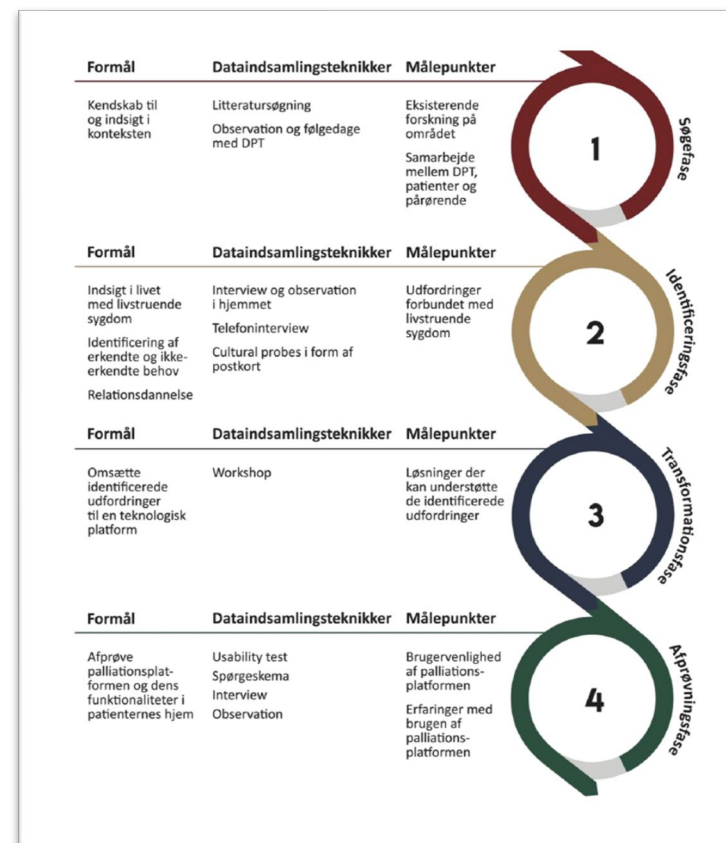 Formål Dataindsamlingsteknikker Målepunkter
Kendskab til
og indsigt i
konteksten
Litteratursøgning
Observation og følgedage
med DPT
Eksisterende
forskning på
området
Samarbejde
mellem DPT,
patienter og
pårørende
1
Søgefase
Formål Dataindsamlingsteknikker Målepunkter
Indsigt i livet
med livstruende
sygdom
Identificering af
erkendte og ikke-
erkendte behov
Relationsdannelse
Interview og observation
i hjemmet
Telefoninterview
Cultural probes i form af
postkort
Udfordringer
forbundet med
livstruende
sygdom
2
Identificeringsfase
Formål Dataindsamlingsteknikker Målepunkter
Omsætte
identificerede
udfordringer
til en teknologisk
platform
Workshop
Løsninger der
kan understøtte
de identificerede
udfordringer
3
Transformationsfase
Formål Dataindsamlingsteknikker Målepunkter
Afprøve
palliationsplat-
formen og dens
funktionaliteter i
patienternes hjem
Usability test
Spørgeskema
Interview
Observation
Brugervenlighed
af palliations-
platformen
Erfaringer med
brugen af
palliations-
platformen
4
Afprøvningsfase